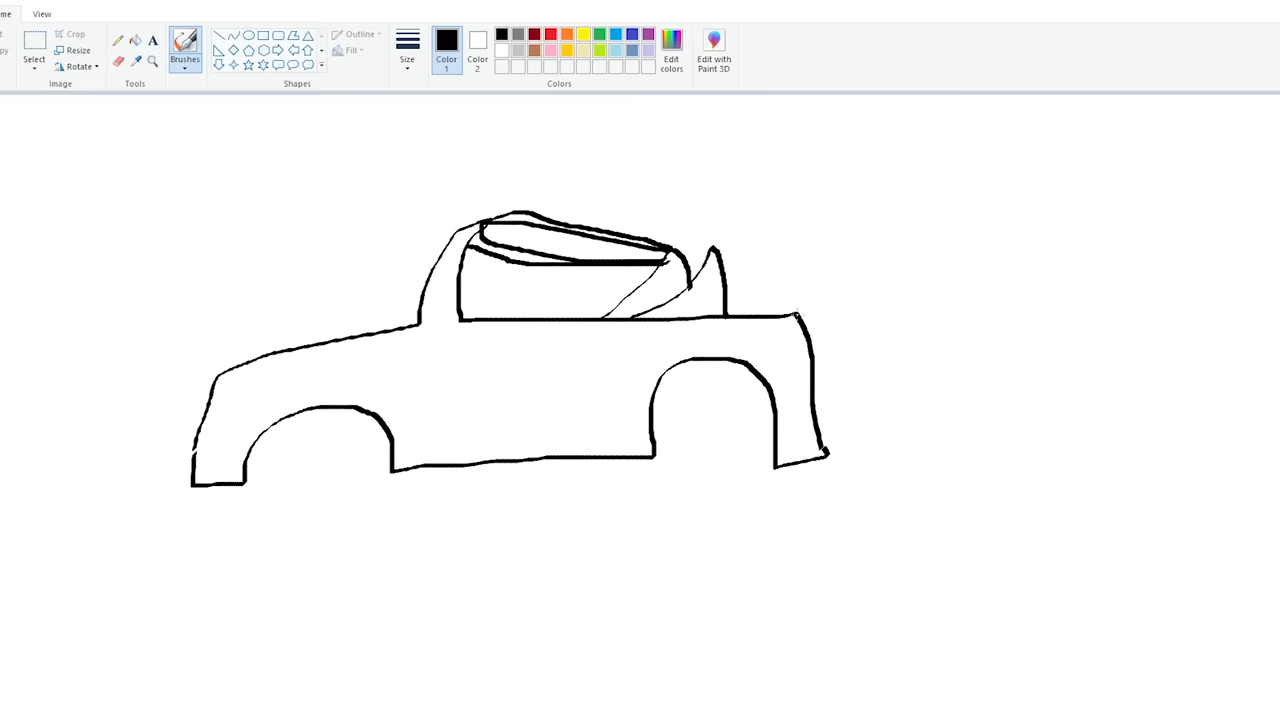 me View
t Crop
py Resize
Select Rotate
A
Brushes
Outline
Fill
Size
Color 1
Color 2
Edit colors
Edit with Paint 3D
Image Tools Shapes Colors